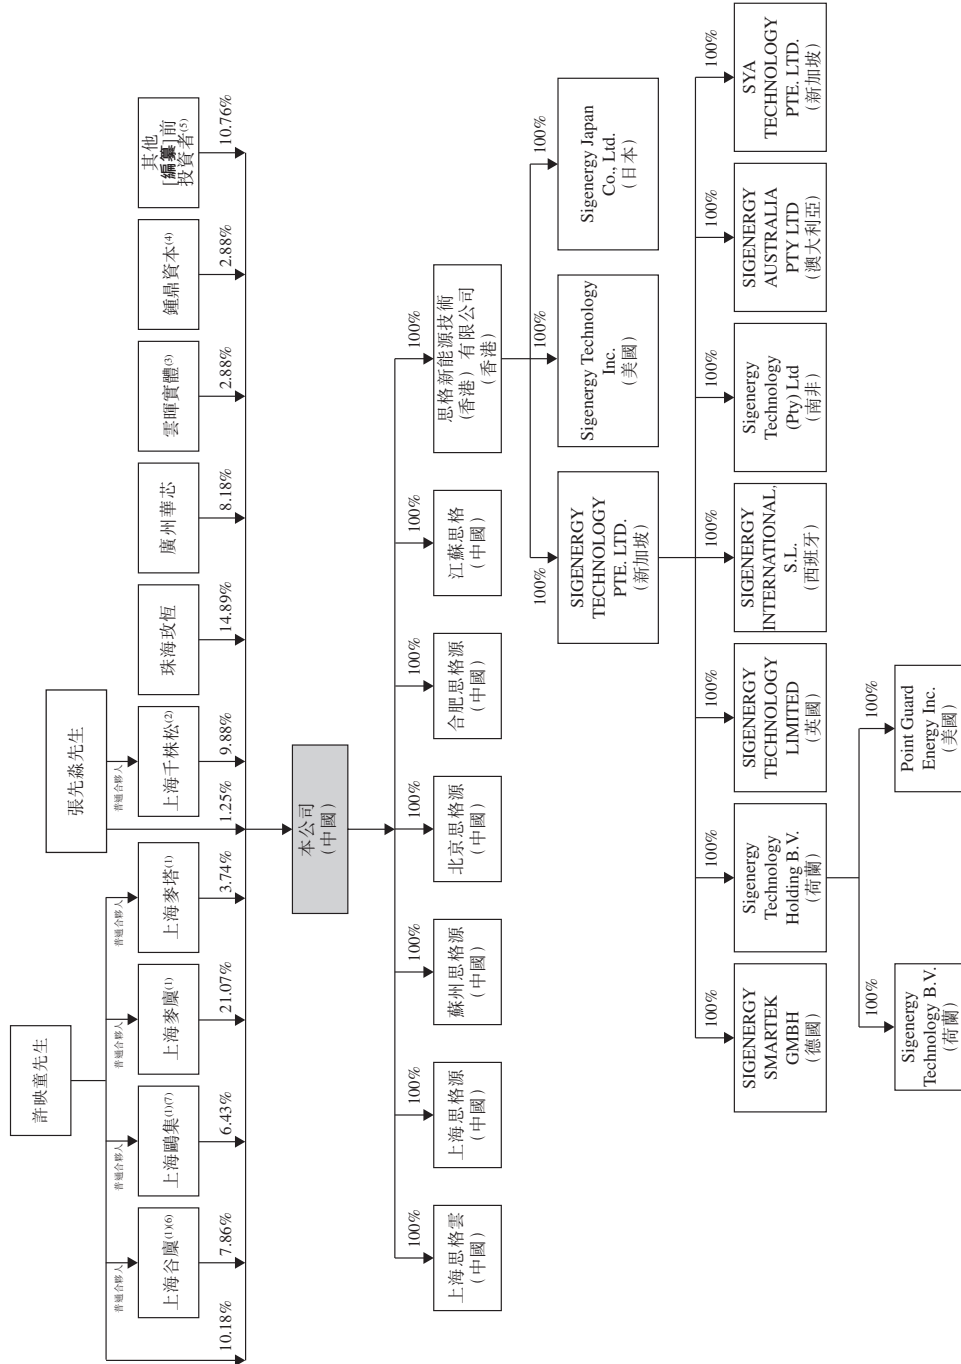 許映童先生
張先淼先生
普通合夥人
普通合夥人
普通合夥人
普通合夥人
普通合夥人
上海谷廩(1)(6)
上海鷗集(1)(7)
上海麥廩(1)
上海麥塔(1)
上海千株松(2)
珠海玫恆
廣州華芯
雲暉實體(3)
鍾鼎資本(4)
其他
[編纂]前
投資者(5)
10.18%
7.86%
6.43%
21.07%
3.74%
1.25%
9.88%
14.89%
8.18%
2.88%
2.88%
10.76%
本公司
(中國)
100%
100%
100%
100%
100%
100%
100%
上海思格雲
(中國)
上海思格源
(中國)
蘇州思格源
(中國)
北京思格源
(中國)
合肥思格源
(中國)
江蘇思格
(中國)
思格新能源技術
(香港)有限公司
(香港)
100%
100%
100%
SIGENERGY
TECHNOLOGY
PTE. LTD.
(新加坡)
Sigenergy Technology
Inc.
(美國)
Sigenergy Japan
Co., Ltd.
(日本)
100%
100%
100%
100%
100%
100%
100%
SIGENERGY
SMARTEK
GMBH
(德國)
Sigenergy
Technology
Holding B.V.
(荷蘭)
SIGENERGY
TECHNOLOGY
LIMITED
(英國)
SIGENERGY
INTERNATIONAL,
S.L.
(西班牙)
Sigenergy
Technology
(Pty) Ltd
(南非)
SIGENERGY
AUSTRALIA
PTY LTD
(澳大利亞)
SYA
TECHNOLOGY
PTE. LTD.
(新加坡)
100%
100%
Sigenergy
Technology B.V.
(荷蘭)
Point Guard
Energy Inc.
(美國)